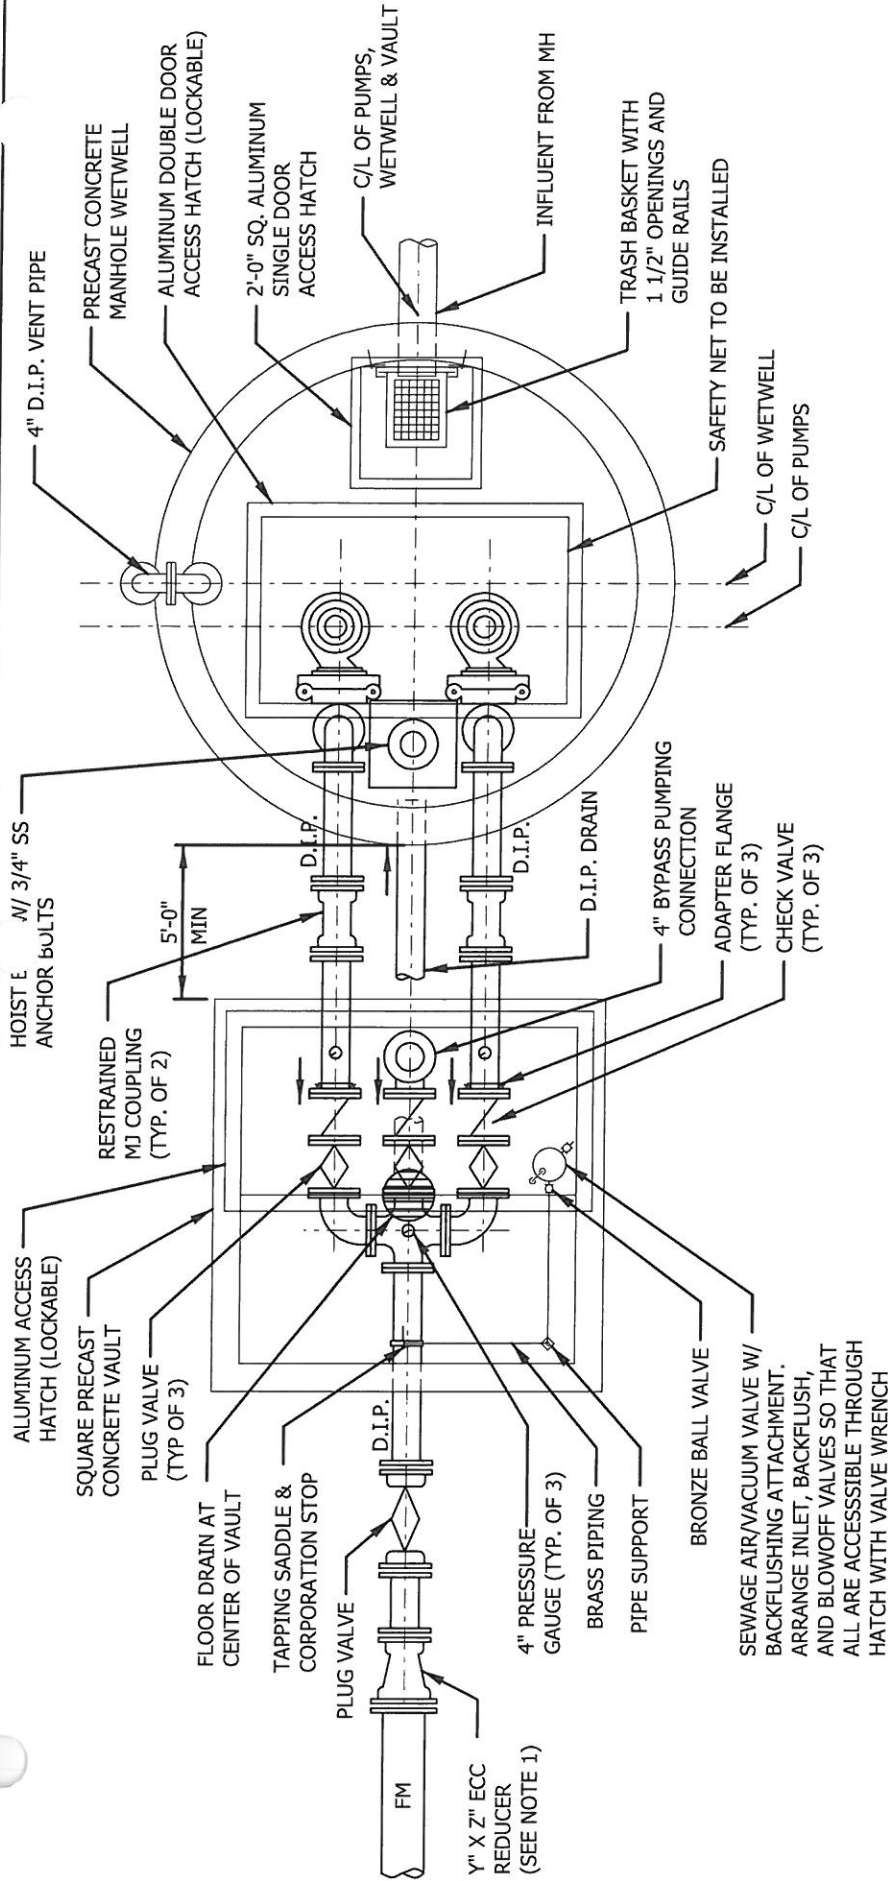 HOIST
W/ 3/4" SS
ANCHOR BOLTS
4" D.I.P. VENT PIPE
PRECAST CONCRETE
MANHOLE WETWELL
ALUMINUM DOUBLE DOOR
ACCESS HATCH (LOCKABLE)
2'-0" SQ. ALUMINUM
SINGLE DOOR
ACCESS HATCH
C/L OF PUMPS,
WETWELL & VAULT
INFLUENT FROM MH
TRASH BASKET WITH
1 1/2" OPENINGS AND
GUIDE RAILS
SAFETY NET TO BE INSTALLED
C/L OF WETWELL
C/L OF PUMPS
5'-0"
MIN
D.I.P.
D.I.P.
D.I.P. DRAIN
4" BYPASS PUMPING
CONNECTION
ADAPTER FLANGE
(TYP. OF 3)
CHECK VALVE
(TYP. OF 3)
RESTRAINED
MJ COUPLING
(TYP. OF 2)
ALUMINUM ACCESS
HATCH (LOCKABLE)
SQUARE PRECAST
CONCRETE VAULT
PLUG VALVE
(TYP OF 3)
FLOOR DRAIN AT
CENTER OF VAULT
TAPPING SADDLE &
CORPORATION STOP
PLUG VALVE
D.I.P.
FM
Y" X Z" ECC
REDUCER
(SEE NOTE 1)
4" PRESSURE
GAUGE (TYP. OF 3)
BRASS PIPING
PIPE SUPPORT
BRONZE BALL VALVE
SEWAGE AIR/VACUUM VALVE W/
BACKFLUSHING ATTACHMENT.
ARRANGE INLET, BACKFLUSH,
AND BLOWOFF VALVES SO THAT
ALL ARE ACCESSSIBLE THROUGH
HATCH WITH VALVE WRENCH